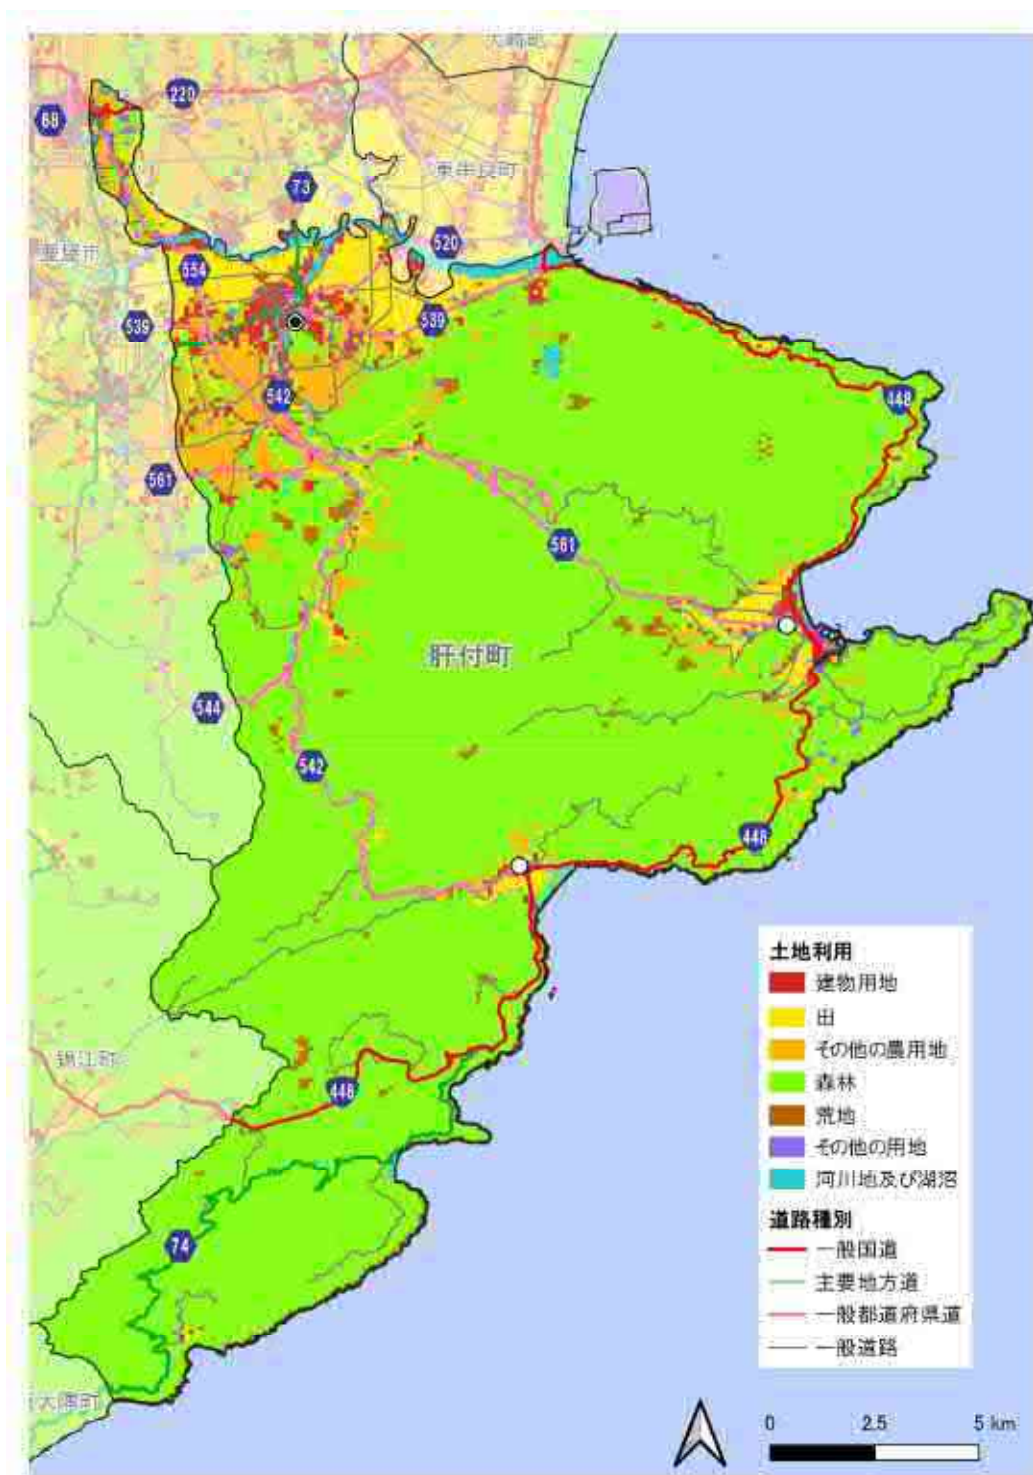 大崎町
220
68
東串良町
73
520
554
539
539
542
448
561
561
肝付町
544
542
448
土地利用
建物用地
田
その他の農用地
森林
荒地
その他の用地
河川地及び湖沼
錦江町
448
道路種別
一般国道
74
主要地方道
一般都道府県道
一般道路
大隅町
0 2.5 5 km